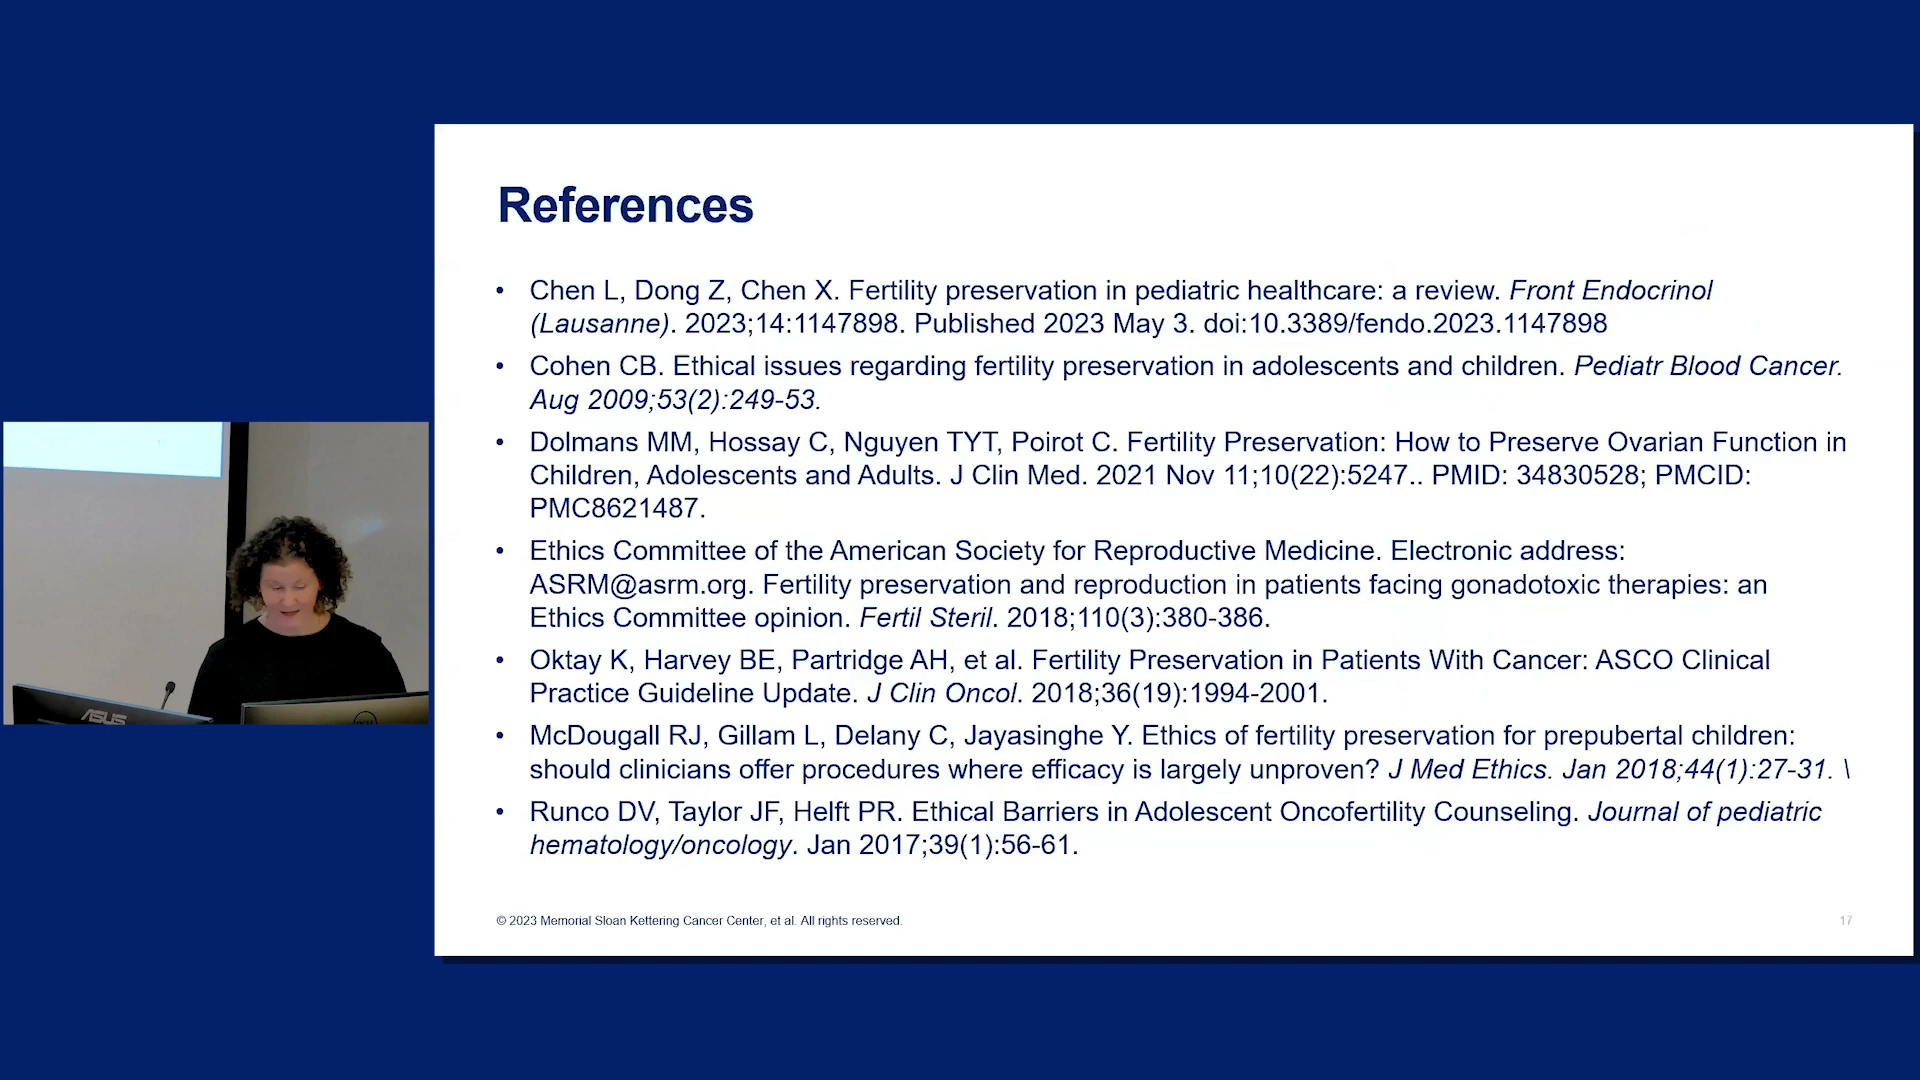 References
• Chen L, Dong Z, Chen X. Fertility preservation in pediatric healthcare: a review. Front Endocrinol
(Lausanne). 2023;14:1147898. Published 2023 May 3. doi:10.3389/fendo.2023.1147898
• Cohen CB. Ethical issues regarding fertility preservation in adolescents and children. Pediatr Blood Cancer.
Aug 2009;53(2):249-53.
• Dolmans MM, Hossay C, Nguyen TYT, Poirot C. Fertility Preservation: How to Preserve Ovarian Function in
Children, Adolescents and Adults. J Clin Med. 2021 Nov 11;10(22):5247.. PMID: 34830528; PMCID:
PMC8621487.
• Ethics Committee of the American Society for Reproductive Medicine. Electronic address:
ASRM@asrm.org. Fertility preservation and reproduction in patients facing gonadotoxic therapies: an
Ethics Committee opinion. Fertil Steril. 2018;110(3):380-386.
• Oktay K, Harvey BE, Partridge AH, et al. Fertility Preservation in Patients With Cancer: ASCO Clinical
Practice Guideline Update. J Clin Oncol. 2018;36(19):1994-2001.
• McDougall RJ, Gillam L, Delany C, Jayasinghe Y. Ethics of fertility preservation for prepubertal children:
should clinicians offer procedures where efficacy is largely unproven? J Med Ethics. Jan 2018;44(1):27-31. \
• Runco DV, Taylor JF, Helft PR. Ethical Barriers in Adolescent Oncofertility Counseling. Journal of pediatric
hematology/oncology. Jan 2017;39(1):56-61.
© 2023 Memorial Sloan Kettering Cancer Center, et al. All rights reserved.
17
ASUS